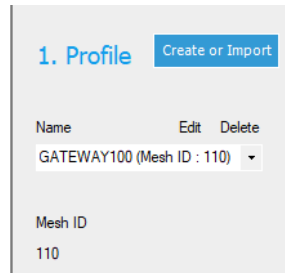 1. Profile Create or Import
Name Edit Delete
GATEWAY100 (Mesh ID : 110)
Mesh ID
110